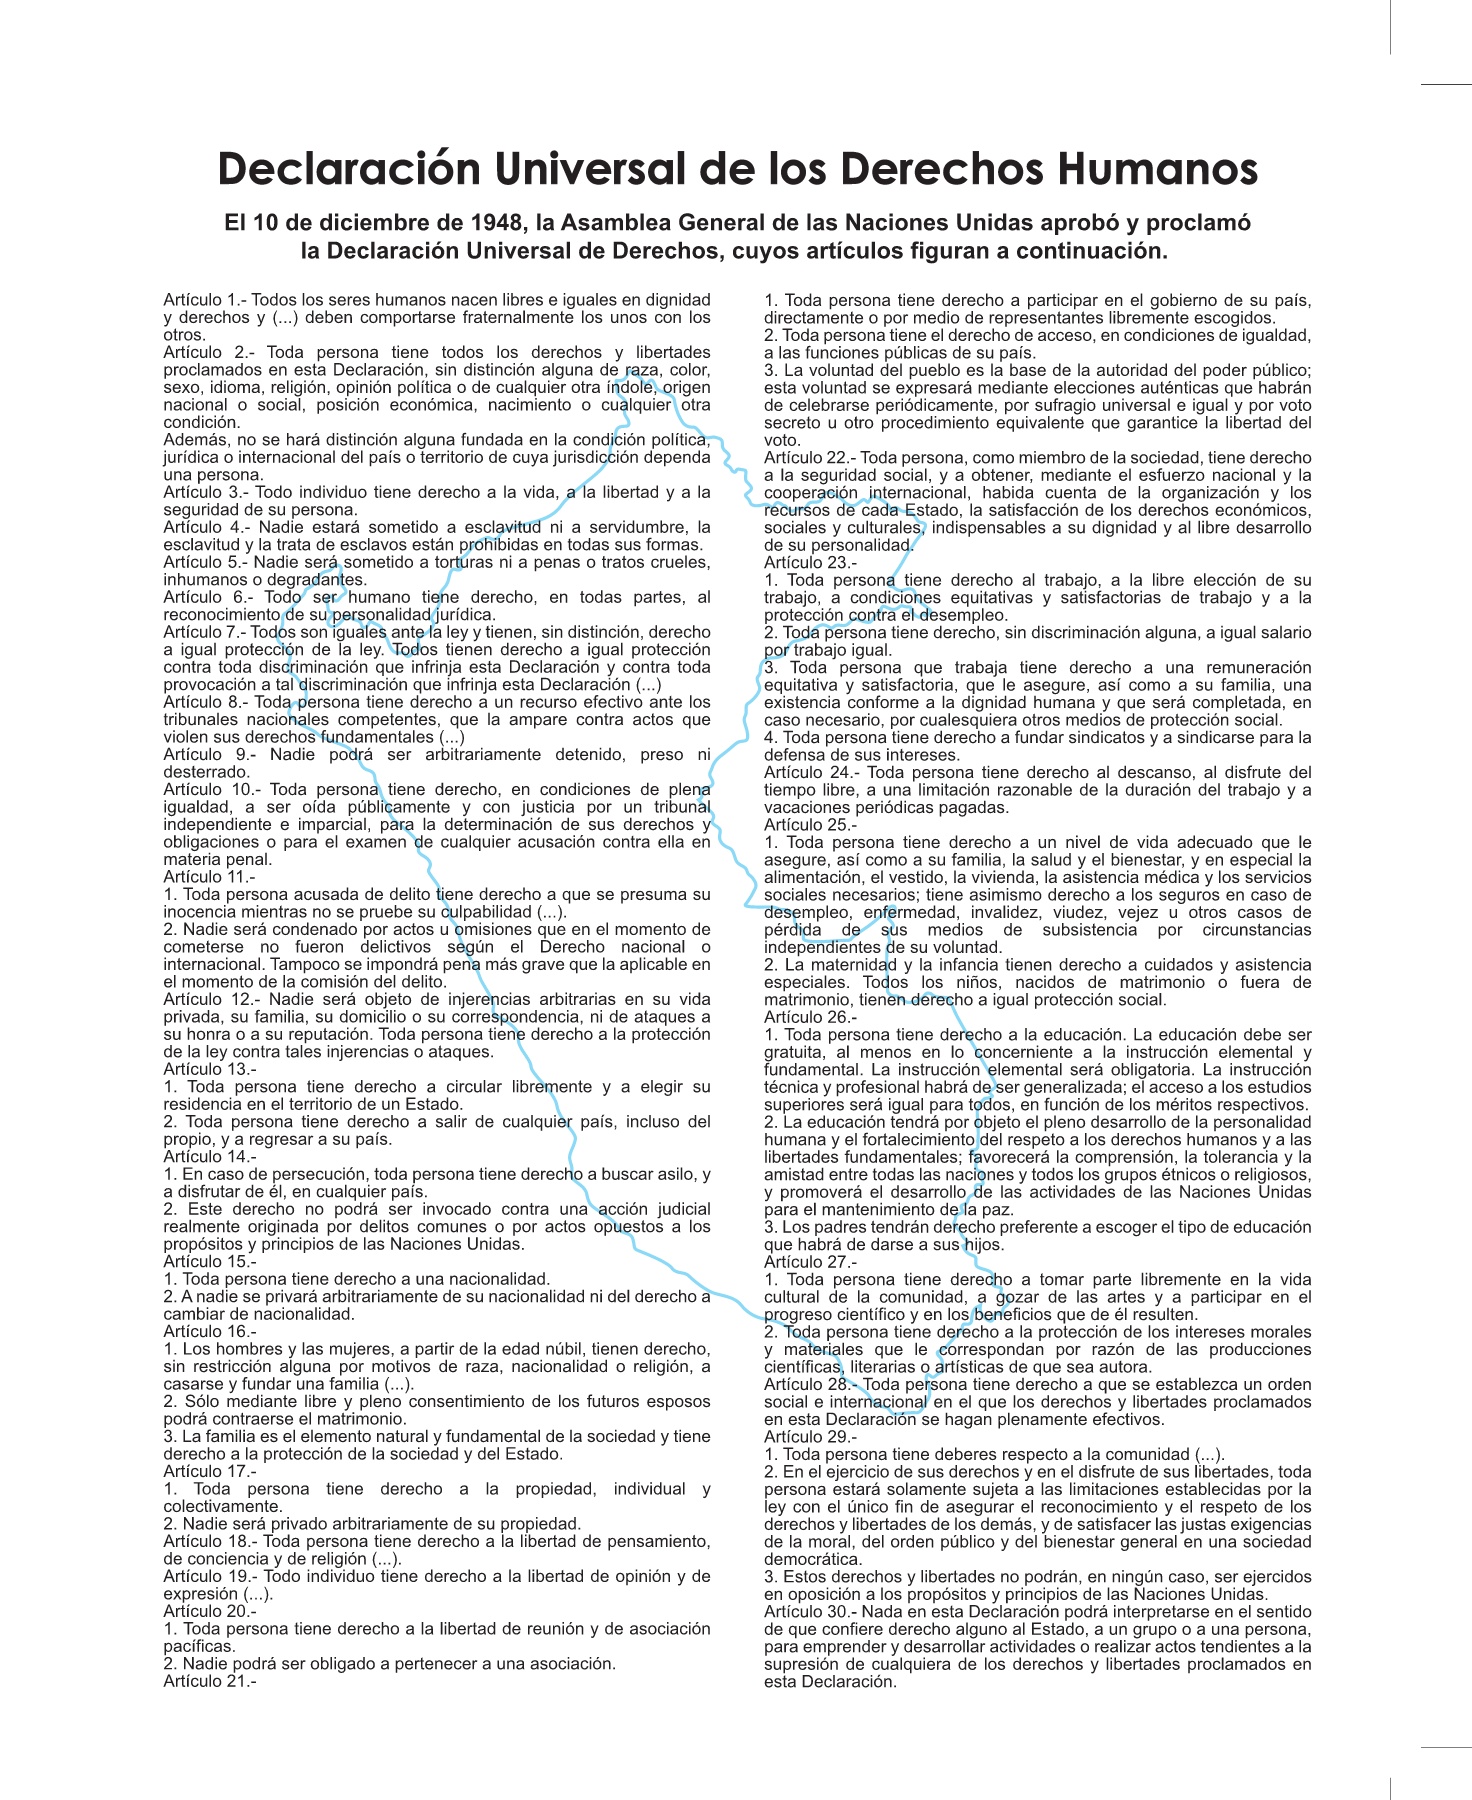 Declaración Universal de los Derechos Humanos
El 10 de diciembre de 1948, la Asamblea General de las Naciones Unidas aprobó y proclamó
la Declaración Universal de Derechos, cuyos artículos figuran a continuación.
Artículo 1.- Todos los seres humanos nacen libres e iguales en dignidad
y derechos y (...) deben comportarse fraternalmente los unos con los
otros.
Artículo 2.- Toda persona tiene todos los derechos y libertades
proclamados en esta Declaración, sin distinción alguna de raza, color,
sexo, idioma, religión, opinión política o de cualquier otra índole, origen
nacional o social, posición económica, nacimiento o cualquier otra
condición.
Además, no se hará distinción alguna fundada en la condición política,
jurídica o internacional del país o territorio de cuya jurisdicción dependa
una persona.
Artículo 3.- Todo individuo tiene derecho a la vida, a la libertad y a la
seguridad de su persona.
Artículo 4.- Nadie estará sometido a esclavitud ni a servidumbre, la
esclavitud y la trata de esclavos están prohibidas en todas sus formas.
Artículo 5.- Nadie será sometido a torturas ni a penas o tratos crueles,
inhumanos o degradantes.
Artículo 6.- Todo ser humano tiene derecho, en todas partes, al
reconocimiento de su personalidad jurídica.
Artículo 7.- Todos son iguales ante la ley y tienen, sin distinción, derecho
a igual protección de la ley. Todos tienen derecho a igual protección
contra toda discriminación que infrinja esta Declaración y contra toda
provocación a tal discriminación que infrinja esta Declaración (...)
Artículo 8.- Toda persona tiene derecho a un recurso efectivo ante los
tribunales nacionales competentes, que la ampare contra actos que
violen sus derechos fundamentales (...)
Artículo 9.- Nadie podrá ser arbitrariamente detenido, preso ni
desterrado.
Artículo 10.- Toda persona tiene derecho, en condiciones de plena
igualdad, a ser oída públicamente y con justicia por un tribunal
independiente e imparcial, para la determinación de sus derechos y
obligaciones o para el examen de cualquier acusación contra ella en
materia penal.
Artículo 11.-
1. Toda persona acusada de delito tiene derecho a que se presuma su
inocencia mientras no se pruebe su culpabilidad (...).
2. Nadie será condenado por actos u omisiones que en el momento de
cometerse no fueron delictivos según el Derecho nacional o
internacional. Tampoco se impondrá pena más grave que la aplicable en
el momento de la comisión del delito.
Artículo 12.- Nadie será objeto de injerencias arbitrarias en su vida
privada, su familia, su domicilio o su correspondencia, ni de ataques a
su honra o a su reputación. Toda persona tiene derecho a la protección
de la ley contra tales injerencias o ataques.
Artículo 13.-
1. Toda persona tiene derecho a circular libremente y a elegir su
residencia en el territorio de un Estado.
2. Toda persona tiene derecho a salir de cualquier país, incluso del
propio, y a regresar a su país.
Artículo 14.-
1. En caso de persecución, toda persona tiene derecho a buscar asilo, y
a disfrutar de él, en cualquier país.
2. Este derecho no podrá ser invocado contra una acción judicial
realmente originada por delitos comunes o por actos opuestos a los
propósitos y principios de las Naciones Unidas.
Artículo 15.-
1. Toda persona tiene derecho a una nacionalidad.
2. A nadie se privará arbitrariamente de su nacionalidad ni del derecho a
cambiar de nacionalidad.
Artículo 16.-
1. Los hombres y las mujeres, a partir de la edad núbil, tienen derecho,
sin restricción alguna por motivos de raza, nacionalidad o religión, a
casarse y fundar una familia (...).
2. Sólo mediante libre y pleno consentimiento de los futuros esposos
podrá contraerse el matrimonio.
3. La familia es el elemento natural y fundamental de la sociedad y tiene
derecho a la protección de la sociedad y del Estado.
Artículo 17.-
1. Toda persona tiene derecho a la propiedad, individual y
colectivamente.
2. Nadie será privado arbitrariamente de su propiedad.
Artículo 18.- Toda persona tiene derecho a la libertad de pensamiento,
de conciencia y de religión (...).
Artículo 19.- Todo individuo tiene derecho a la libertad de opinión y de
expresión (...).
Artículo 20.-
1. Toda persona tiene derecho a la libertad de reunión y de asociación
pacíficas.
2. Nadie podrá ser obligado a pertenecer a una asociación.
Artículo 21.-
1. Toda persona tiene derecho a participar en el gobierno de su país,
directamente o por medio de representantes libremente escogidos.
2. Toda persona tiene el derecho de acceso, en condiciones de igualdad,
a las funciones públicas de su país.
3. La voluntad del pueblo es la base de la autoridad del poder público;
esta voluntad se expresará mediante elecciones auténticas que habrán
de celebrarse periódicamente, por sufragio universal e igual y por voto
secreto u otro procedimiento equivalente que garantice la libertad del
voto.
Artículo 22.- Toda persona, como miembro de la sociedad, tiene derecho
a la seguridad social, y a obtener, mediante el esfuerzo nacional y la
cooperación internacional, habida cuenta de la organización y los
recursos de cada Estado, la satisfacción de los derechos económicos,
sociales y culturales, indispensables a su dignidad y al libre desarrollo
de su personalidad.
Artículo 23.-
1. Toda persona tiene derecho al trabajo, a la libre elección de su
trabajo, a condiciones equitativas y satisfactorias de trabajo y a la
protección contra el desempleo.
2. Toda persona tiene derecho, sin discriminación alguna, a igual salario
por trabajo igual.
3. Toda persona que trabaja tiene derecho a una remuneración
equitativa y satisfactoria, que le asegure, así como a su familia, una
existencia conforme a la dignidad humana y que será completada, en
caso necesario, por cualesquiera otros medios de protección social.
4. Toda persona tiene derecho a fundar sindicatos y a sindicarse para la
defensa de sus intereses.
Artículo 24.- Toda persona tiene derecho al descanso, al disfrute del
tiempo libre, a una limitación razonable de la duración del trabajo y a
vacaciones periódicas pagadas.
Artículo 25.-
1. Toda persona tiene derecho a un nivel de vida adecuado que le
asegure, así como a su familia, la salud y el bienestar, y en especial la
alimentación, el vestido, la vivienda, la asistencia médica y los servicios
sociales necesarios; tiene asimismo derecho a los seguros en caso de
desempleo, enfermedad, invalidez, viudez, vejez u otros casos de
pérdida de sus medios de subsistencia por circunstancias
independientes de su voluntad.
2. La maternidad y la infancia tienen derecho a cuidados y asistencia
especiales. Todos los niños, nacidos de matrimonio o fuera de
matrimonio, tienen derecho a igual protección social.
Artículo 26.-
1. Toda persona tiene derecho a la educación. La educación debe ser
gratuita, al menos en lo concerniente a la instrucción elemental y
fundamental. La instrucción elemental será obligatoria. La instrucción
técnica y profesional habrá de ser generalizada; el acceso a los estudios
superiores será igual para todos, en función de los méritos respectivos.
2. La educación tendrá por objeto el pleno desarrollo de la personalidad
humana y el fortalecimiento del respeto a los derechos humanos y a las
libertades fundamentales; favorecerá la comprensión, la tolerancia y la
amistad entre todas las naciones y todos los grupos étnicos o religiosos,
y promoverá el desarrollo de las actividades de las Naciones Unidas
para el mantenimiento de la paz.
3. Los padres tendrán derecho preferente a escoger el tipo de educación
que habrá de darse a sus hijos.
Artículo 27.-
1. Toda persona tiene derecho a tomar parte libremente en la vida
cultural de la comunidad, a gozar de las artes y a participar en el
progreso científico y en los beneficios que de él resulten.
2. Toda persona tiene derecho a la protección de los intereses morales
y materiales que le correspondan por razón de las producciones
científicas, literarias o artísticas de que sea autora.
Artículo 28.- Toda persona tiene derecho a que se establezca un orden
social e internacional en el que los derechos y libertades proclamados
en esta Declaración se hagan plenamente efectivos.
Artículo 29.-
1. Toda persona tiene deberes respecto a la comunidad (...).
2. En el ejercicio de sus derechos y en el disfrute de sus libertades, toda
persona estará solamente sujeta a las limitaciones establecidas por la
ley con el único fin de asegurar el reconocimiento y el respeto de los
derechos y libertades de los demás, y de satisfacer las justas exigencias
de la moral, del orden público y del bienestar general en una sociedad
democrática.
3. Estos derechos y libertades no podrán, en ningún caso, ser ejercidos
en oposición a los propósitos y principios de las Naciones Unidas.
Artículo 30.- Nada en esta Declaración podrá interpretarse en el sentido
de que confiere derecho alguno al Estado, a un grupo o a una persona,
para emprender y desarrollar actividades o realizar actos tendientes a la
supresión de cualquiera de los derechos y libertades proclamados en
esta Declaración.